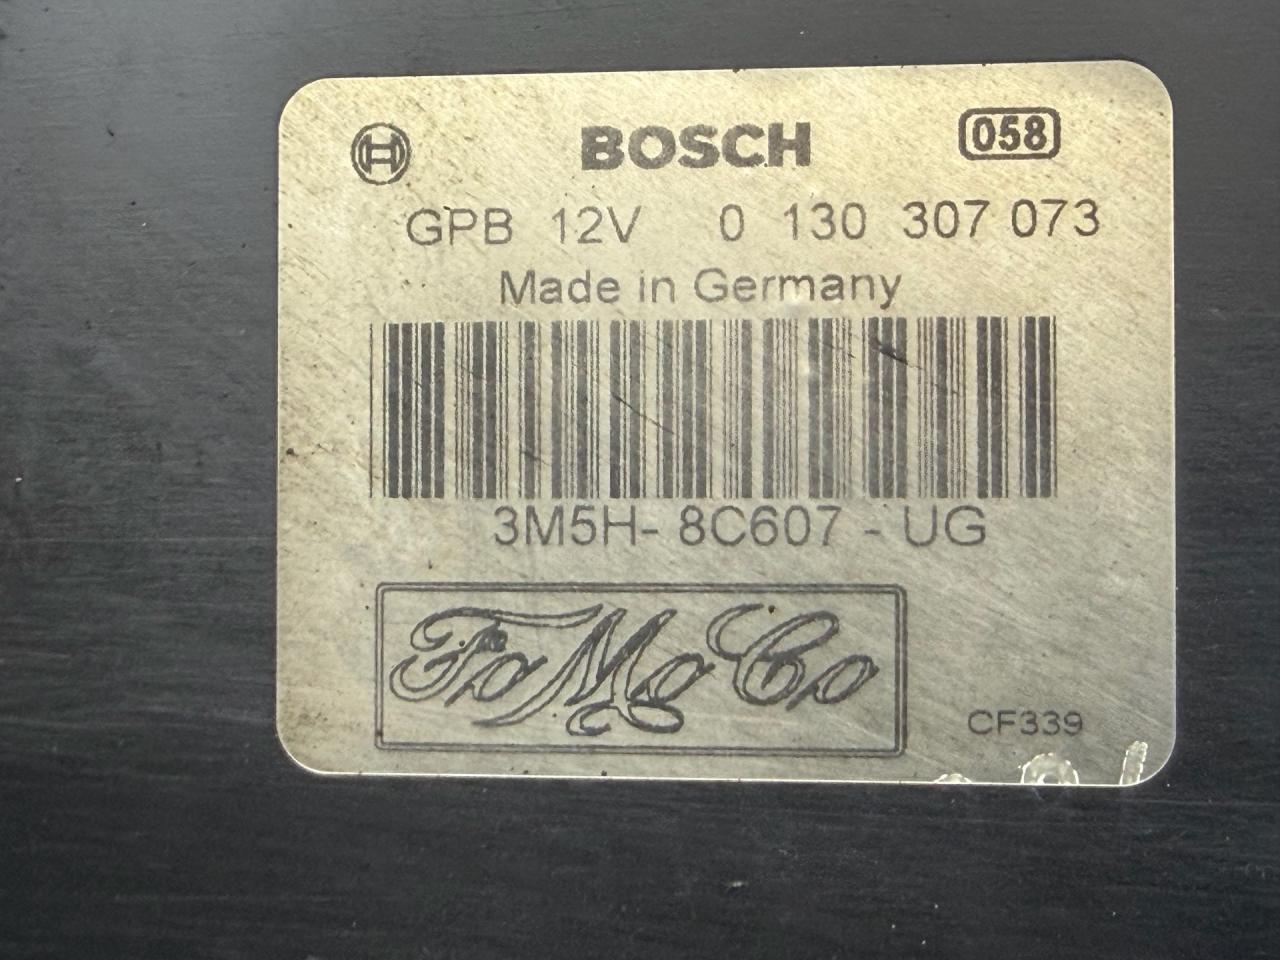 BOSCH 058
GPB 12V 0 130 307 073
Made in Germany
3M5H- 8C607 - UG
FoMoCo
CF339